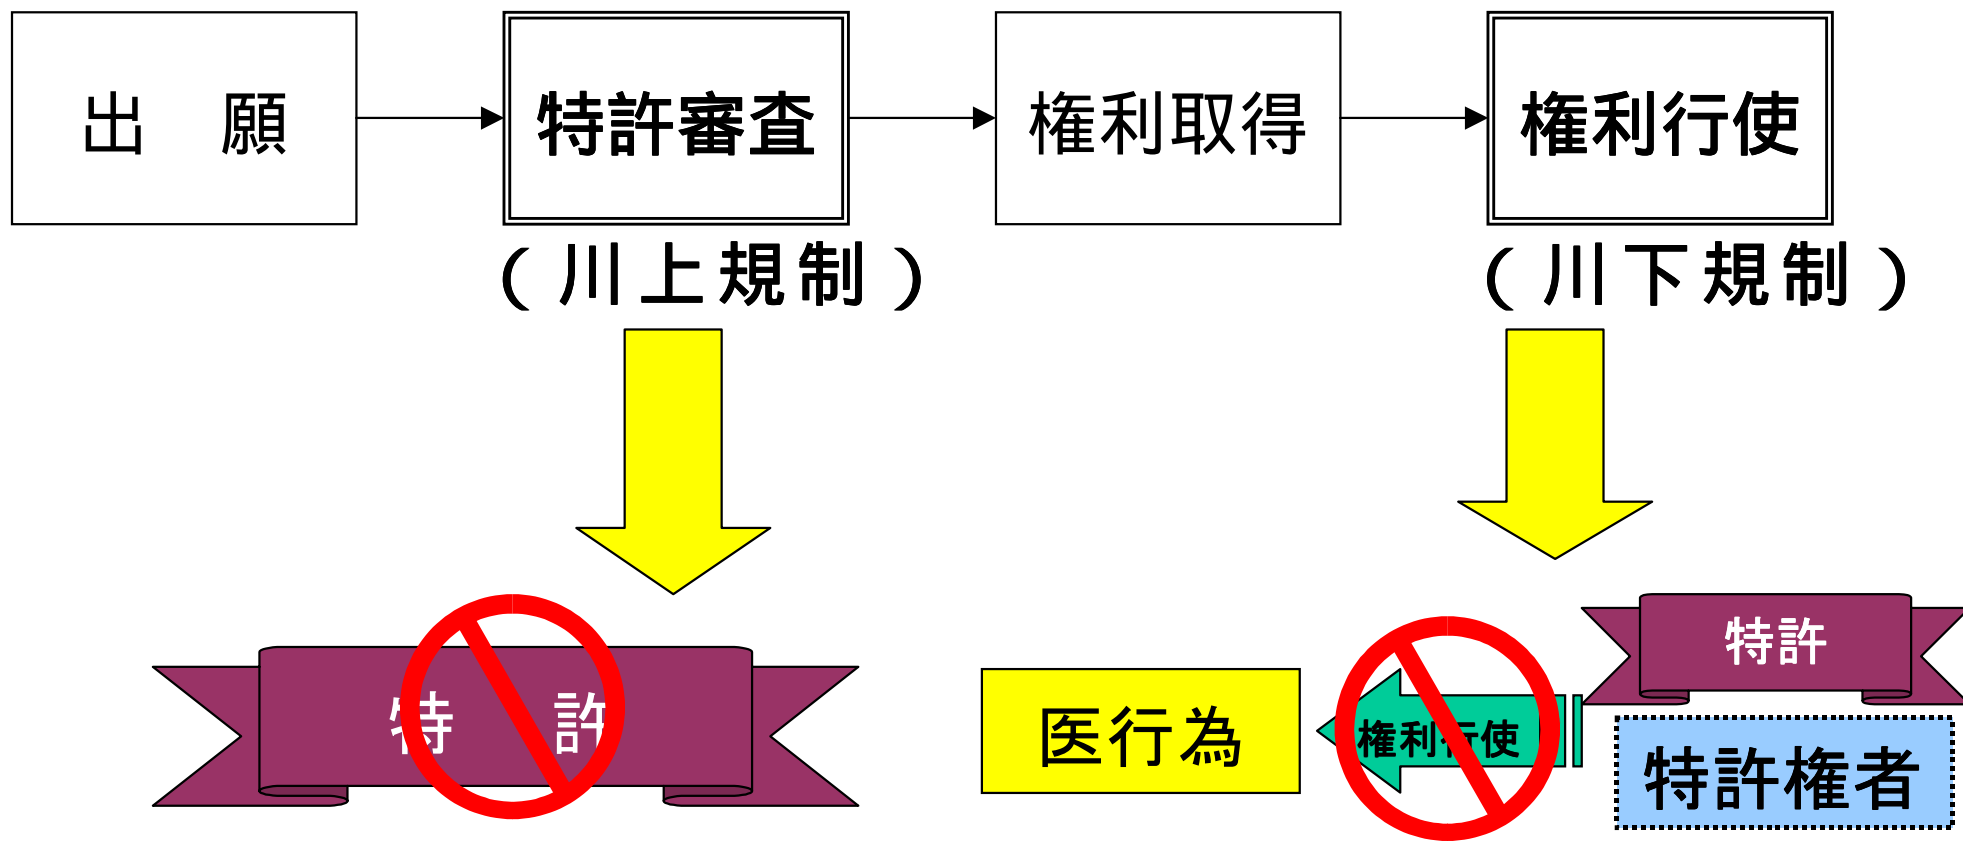 出　願
特許審査
権利取得
権利行使
（川上規制）
（川下規制）
特　許
医行為
権利行使
特許
特許権者